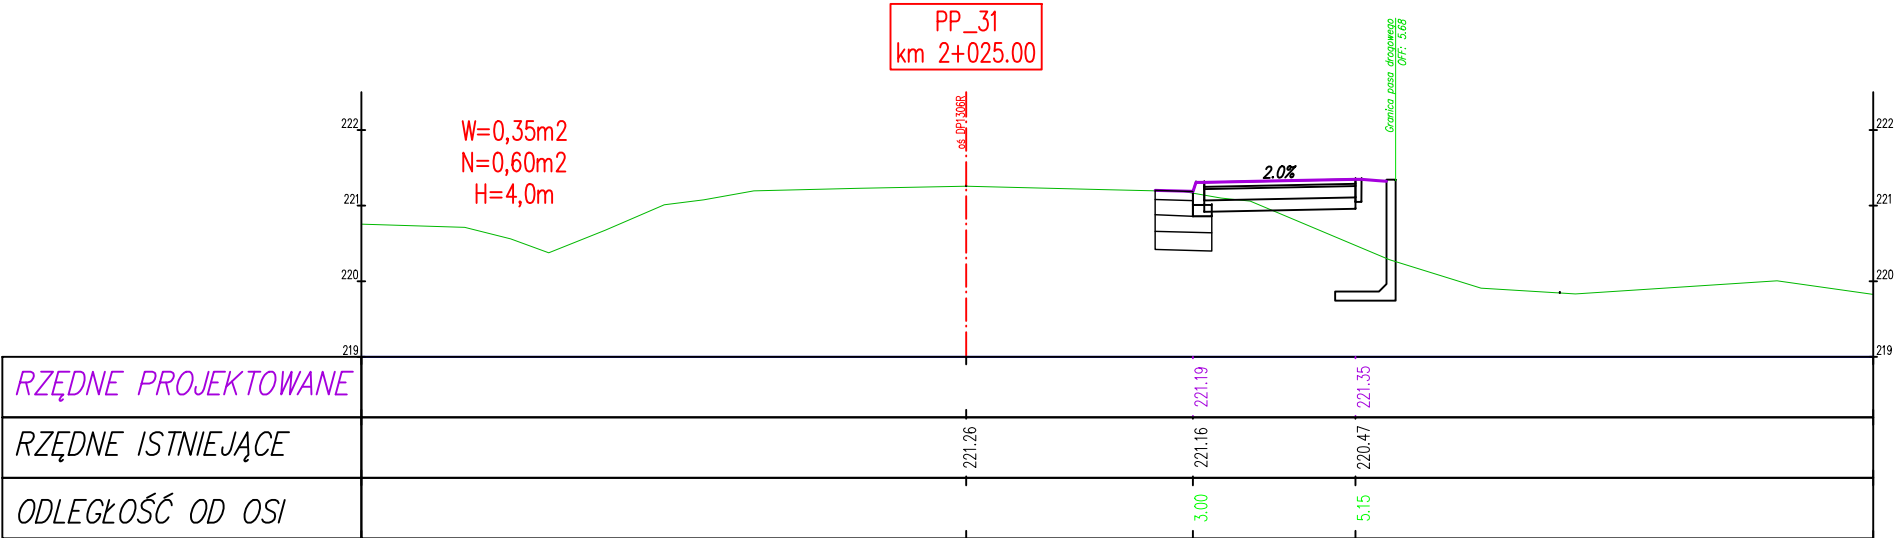 PP_31
km 2+025.00
Granica pasa drogowego
OFF: 5.68
oś DP1306R
W=0,35m2
N=0,60m2
H=4,0m
2.0%
222
221
220
219
222
221
220
219
RZĘDNE PROJEKTOWANE
221.19
221.35
RZĘDNE ISTNIEJĄCE
221.26
221.16
220.47
ODLEGŁOŚĆ OD OSI
3.00
5.15